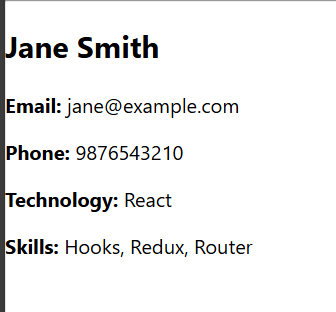 Jane Smith
Email: jane@example.com
Phone: 9876543210
Technology: React
Skills: Hooks, Redux, Router